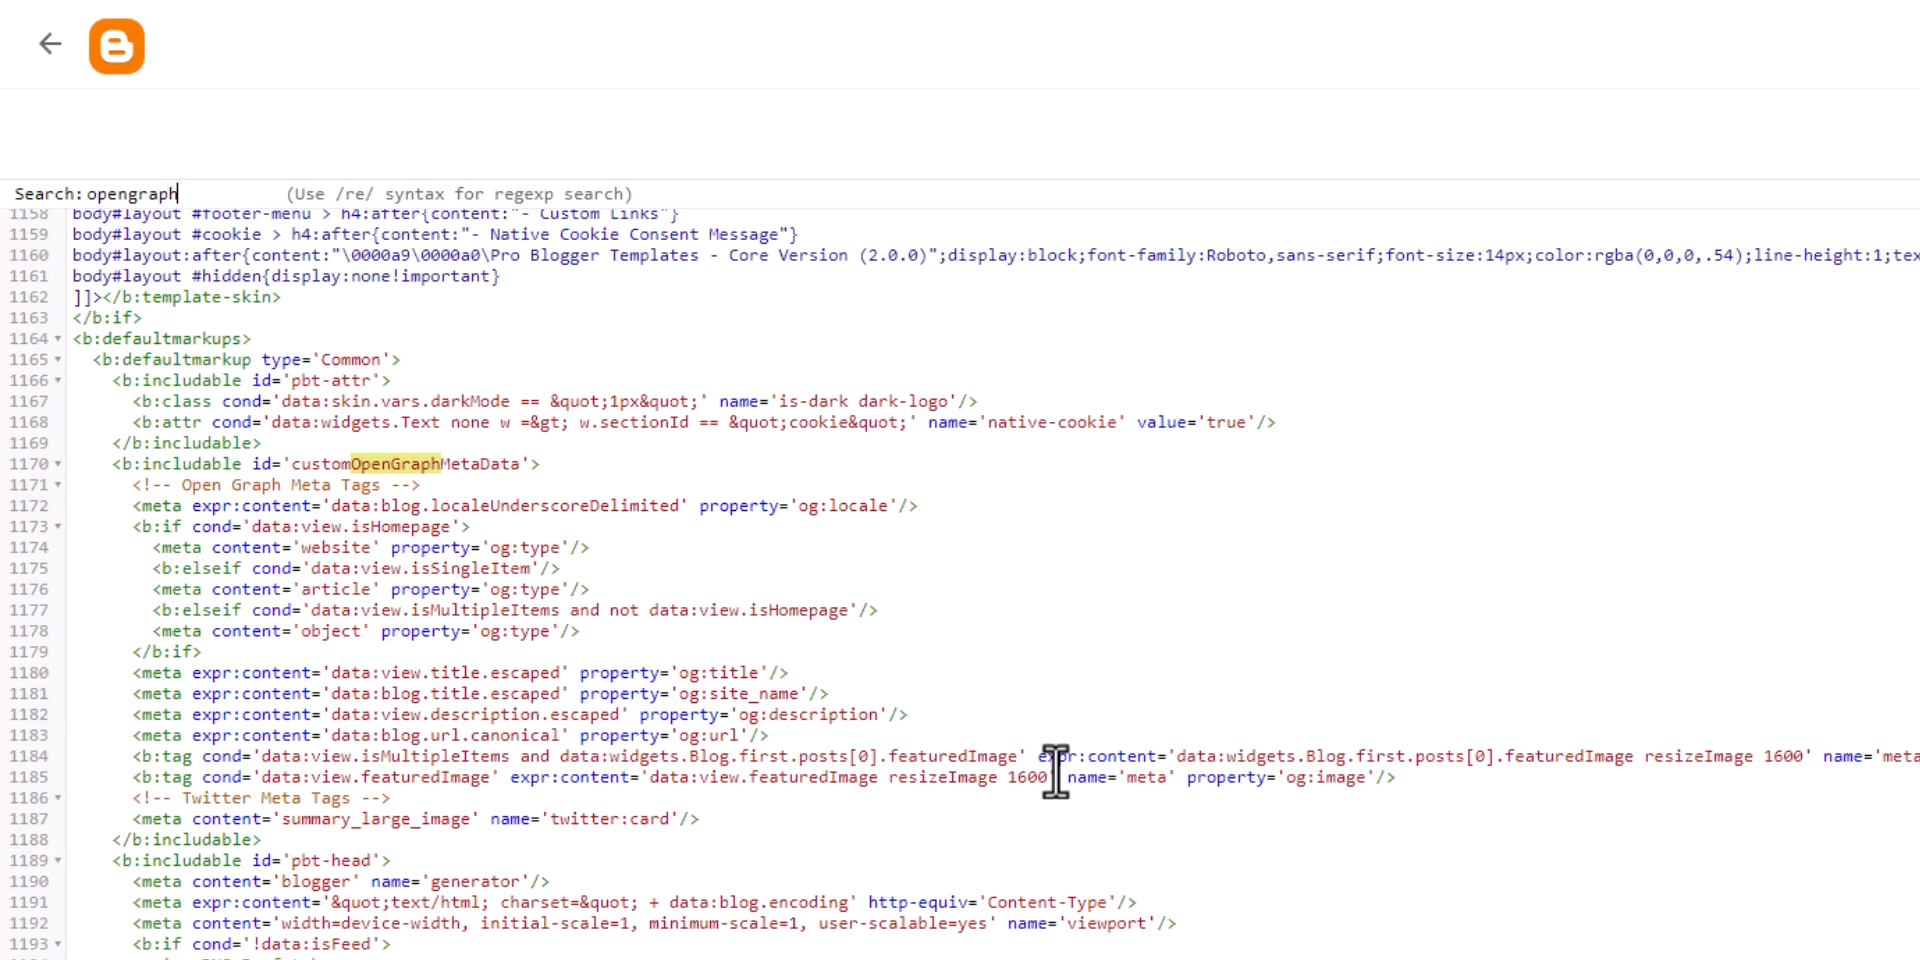 Search: opengraph (Use /re/ syntax for regexp search)
1158 body#layout #footer-menu > h4:after{content:"- Custom Links"}
1159 body#layout #cookie > h4:after{content:"- Native Cookie Consent Message"}
1160 body#layout:after{content:"\0000a9\0000a0\Pro Blogger Templates - Core Version (2.0.0)";display:block;font-family:Roboto,sans-serif;font-size:14px;color:rgba(0,0,0,.54);line-height:1;tex
1161 body#layout #hidden{display:none!important}
1162 ]]></b:template-skin>
1163 </b:if>
1164 <b:defaultmarkups>
1165 <b:defaultmarkup type='Common'>
1166 <b:includable id='pbt-attr'>
1167 <b:class cond='data:skin.vars.darkMode == &quot;1px&quot;' name='is-dark dark-logo'/>
1168 <b:attr cond='data:widgets.Text none w =&gt; w.sectionId == &quot;cookie&quot;' name='native-cookie' value='true'/>
1169 </b:includable>
1170 <b:includable id='customOpenGraphMetaData'>
1171 <!-- Open Graph Meta Tags -->
1172 <meta expr:content='data:blog.localeUnderscoreDelimited' property='og:locale'/>
1173 <b:if cond='data:view.isHomepage'>
1174 <meta content='website' property='og:type'/>
1175 <b:elseif cond='data:view.isSingleItem'/>
1176 <meta content='article' property='og:type'/>
1177 <b:elseif cond='data:view.isMultipleItems and not data:view.isHomepage'/>
1178 <meta content='object' property='og:type'/>
1179 </b:if>
1180 <meta expr:content='data:view.title.escaped' property='og:title'/>
1181 <meta expr:content='data:blog.title.escaped' property='og:site_name'/>
1182 <meta expr:content='data:view.description.escaped' property='og:description'/>
1183 <meta expr:content='data:blog.url.canonical' property='og:url'/>
1184 <b:tag cond='data:view.isMultipleItems and data:widgets.Blog.first.posts[0].featuredImage' expr:content='data:widgets.Blog.first.posts[0].featuredImage resizeImage 1600' name='meta
1185 <b:tag cond='data:view.featuredImage' expr:content='data:view.featuredImage resizeImage 1600' name='meta' property='og:image'/>
1186 <!-- Twitter Meta Tags -->
1187 <meta content='summary_large_image' name='twitter:card'/>
1188 </b:includable>
1189 <b:includable id='pbt-head'>
1190 <meta content='blogger' name='generator'/>
1191 <meta expr:content='&quot;text/html; charset=&quot; + data:blog.encoding' http-equiv='Content-Type'/>
1192 <meta content='width=device-width, initial-scale=1, minimum-scale=1, user-scalable=yes' name='viewport'/>
1193 <b:if cond='!data:isFeed'>